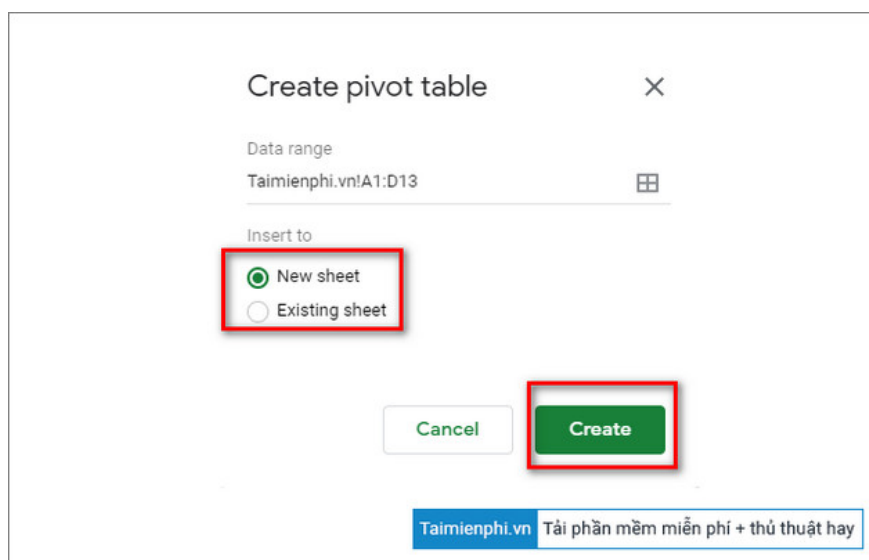 Create pivot table
Data range
Taimienphi.vn!A1:D13
Insert to
New sheet
Existing sheet
Cancel
Create
Taimienphi.vn Tải phần mềm miễn phí + thủ thuật hay